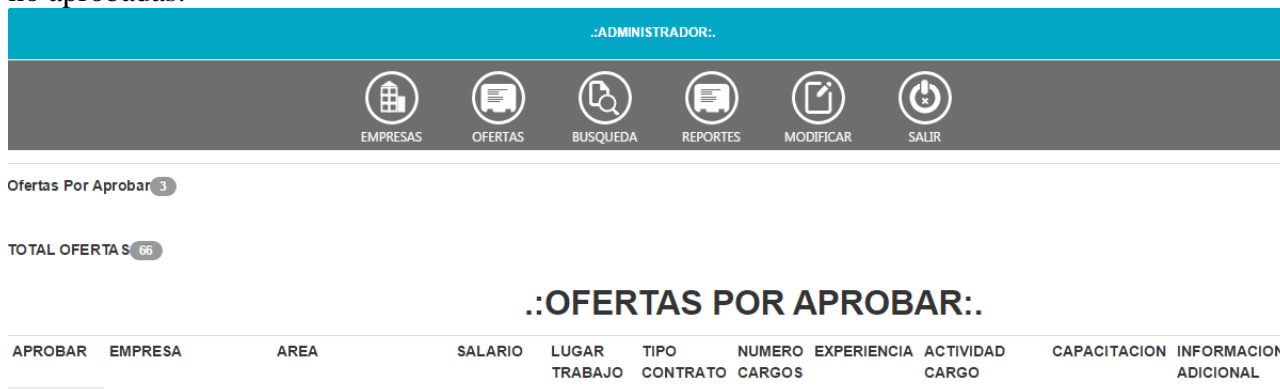 no aprobadas.
.:ADMINISTRADOR:.
EMPRESAS OFERTAS BUSQUEDA REPORTES MODIFICAR SALIR
Ofertas Por Aprobar 3
TOTAL OFERTAS 66
.:OFERTAS POR APROBAR:.
APROBAR EMPRESA AREA SALARIO LUGAR TIPO NUMERO EXPERIENCIA ACTIVIDAD CAPACITACION INFORMACION
TRABAJO CONTRATO CARGOS CARGO ADICIONAL